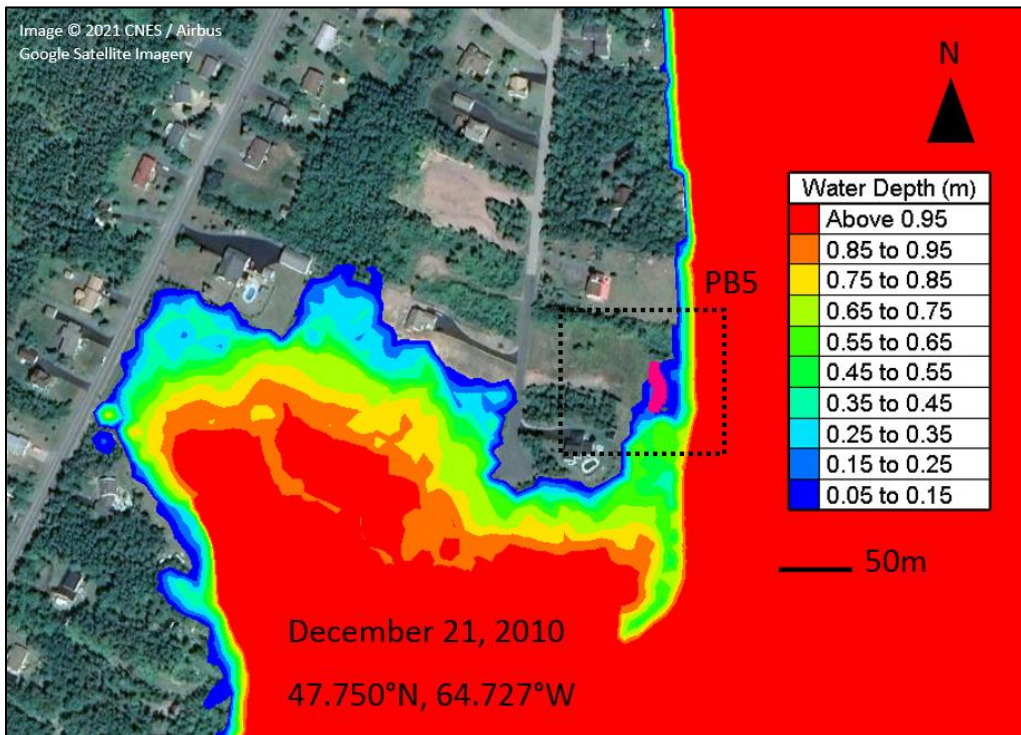 Image © 2021 CNES / Airbus
Google Satellite Imagery
N
Water Depth (m)
Above 0.95
0.85 to 0.95
0.75 to 0.85
0.65 to 0.75
0.55 to 0.65
0.45 to 0.55
0.35 to 0.45
0.25 to 0.35
0.15 to 0.25
0.05 to 0.15
PB5
50m
December 21, 2010
47.750°N, 64.727°W